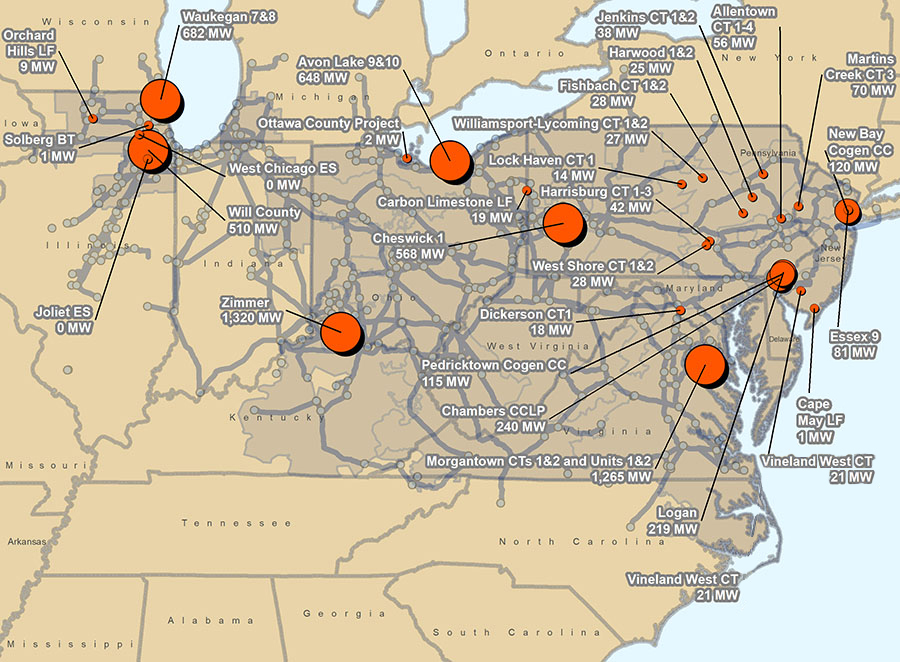 Wisconsin
Waukegan 7&8
682 MW
Orchard
Hills LF
9 MW
Iowa
Solberg BT
1 MW
West Chicago ES
0 MW
Will County
510 MW
Illinois
Joliet ES
0 MW
Indiana
Michigan
Ontario
Avon Lake 9&10
648 MW
Ottawa County Project
2 MW
Jenkins CT 1&2
38 MW
Allentown
CT 1-4
56 MW
Harwood 1&2
25 MW
New York
Martins
Creek CT 3
70 MW
Fishbach CT 1&2
28 MW
Williamsport-Lycoming CT 1&2
27 MW
New Bay
Cogen CC
120 MW
Pennsylvania
Lock Haven CT 1
14 MW
Harrisburg CT 1-3
42 MW
Carbon Limestone LF
19 MW
Cheswick 1
568 MW
West Shore CT 1&2
28 MW
New
Jersey
Zimmer
1,320 MW
Ohio
Maryland
Dickerson CT1
18 MW
West Virginia
Delaware
Essex 9
81 MW
Pedricktown Cogen CC
115 MW
Chambers CCLP
240 MW
Cape
May LF
1 MW
Kentucky
Virginia
Morgantown CTs 1&2 and Units 1&2
1,265 MW
Vineland West CT
21 MW
Missouri
Logan
219 MW
Tennessee
North Carolina
Arkansas
Vineland West CT
21 MW
Mississippi
Alabama
Georgia
South Carolina